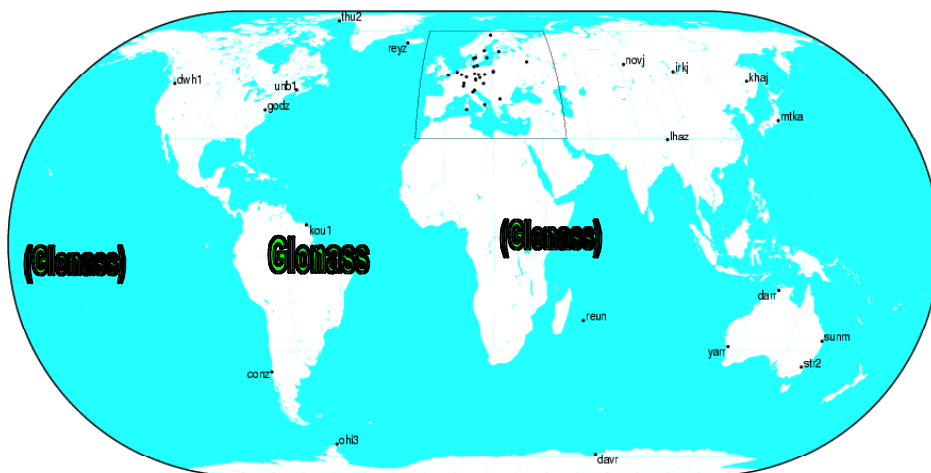 thu2
reyz
novj
irkj
khaj
dwh1
unb1
godz
mtka
lhaz
kou1
(Glonass)
Glonass
(Glonass)
darr
reun
sunm
yarr
str2
conz
ohl3
davr